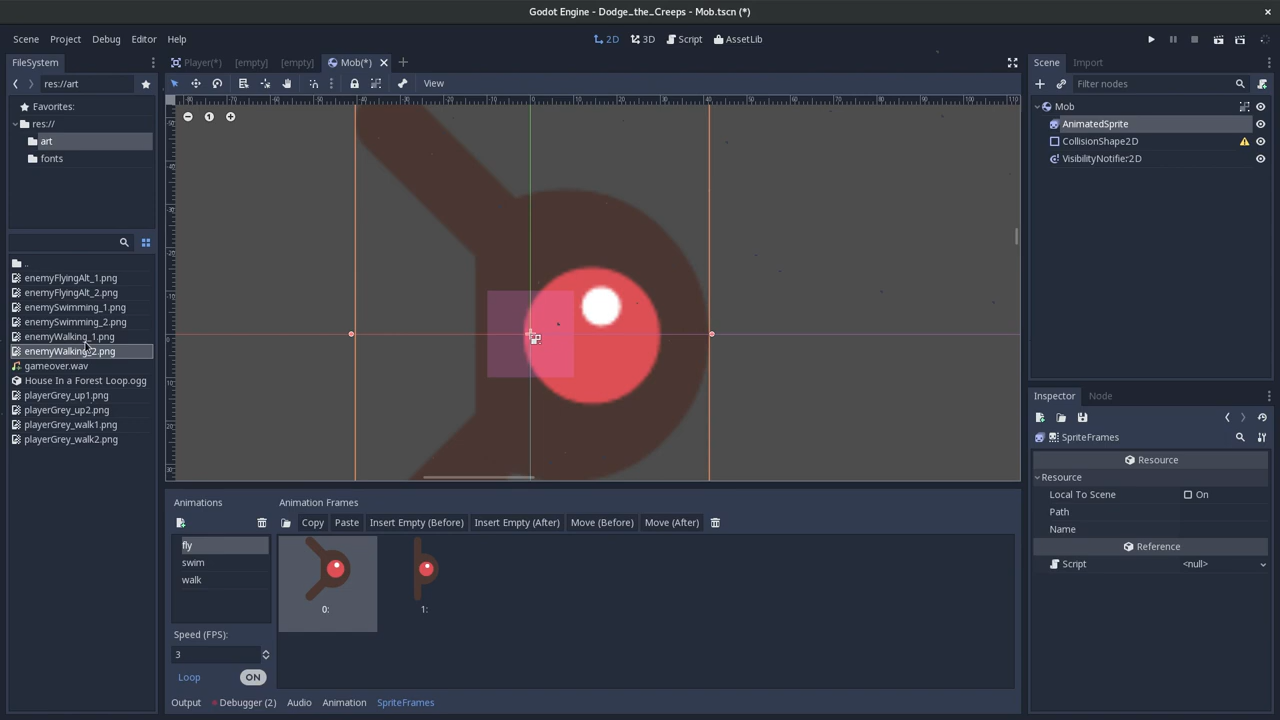 Godot Engine - Dodge_the_Creeps - Mob.tscn (*)
Scene Project Debug Editor Help
2D 3D Script AssetLib
FileSystem
res://art
Favorites:
res://
art
fonts
..
enemyFlyingAlt_1.png
enemyFlyingAlt_2.png
enemySwimming_1.png
enemySwimming_2.png
enemyWalking_1.png
enemyWalking_2.png
gameover.wav
House In a Forest Loop.ogg
playerGrey_up1.png
playerGrey_up2.png
playerGrey_walk1.png
playerGrey_walk2.png
Player(*) [empty] [empty] Mob(*)
View
Animations
fly
swim
walk
Speed (FPS):
3
Loop ON
Animation Frames
Copy Paste Insert Empty (Before) Insert Empty (After) Move (Before) Move (After)
0: 1:
Output Debugger (2) Audio Animation SpriteFrames
Scene Import
Filter nodes
Mob
AnimatedSprite
CollisionShape2D
VisibilityNotifier2D
Inspector Node
SpriteFrames
Resource
Resource
Local To Scene On
Path
Name
Reference
Script <null>